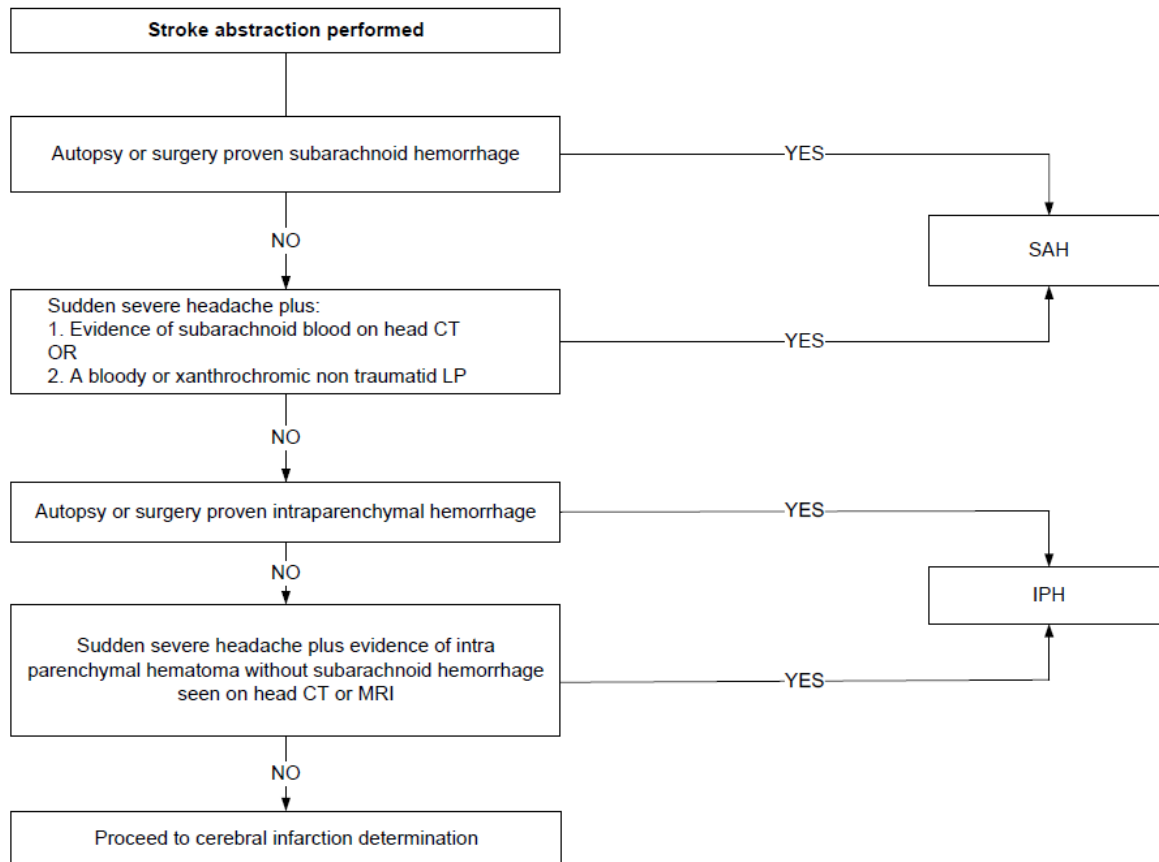 Stroke abstraction performed
Autopsy or surgery proven subarachnoid hemorrhage
YES
SAH
NO
Sudden severe headache plus:
1. Evidence of subarachnoid blood on head CT
OR
2. A bloody or xanthrochromic non traumatid LP
YES
NO
Autopsy or surgery proven intraparenchymal hemorrhage
YES
IPH
NO
Sudden severe headache plus evidence of intra
parenchymal hematoma without subarachnoid hemorrhage
seen on head CT or MRI
YES
NO
Proceed to cerebral infarction determination